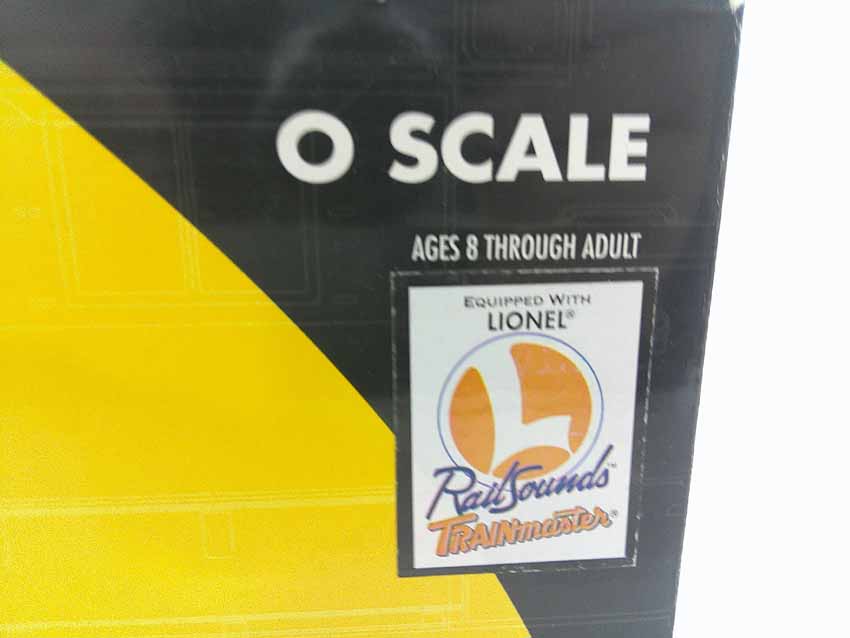 O SCALE
AGES 8 THROUGH ADULT
EQUIPPED WITH
LIONEL®
L
RailSounds™
TRAINmaster®